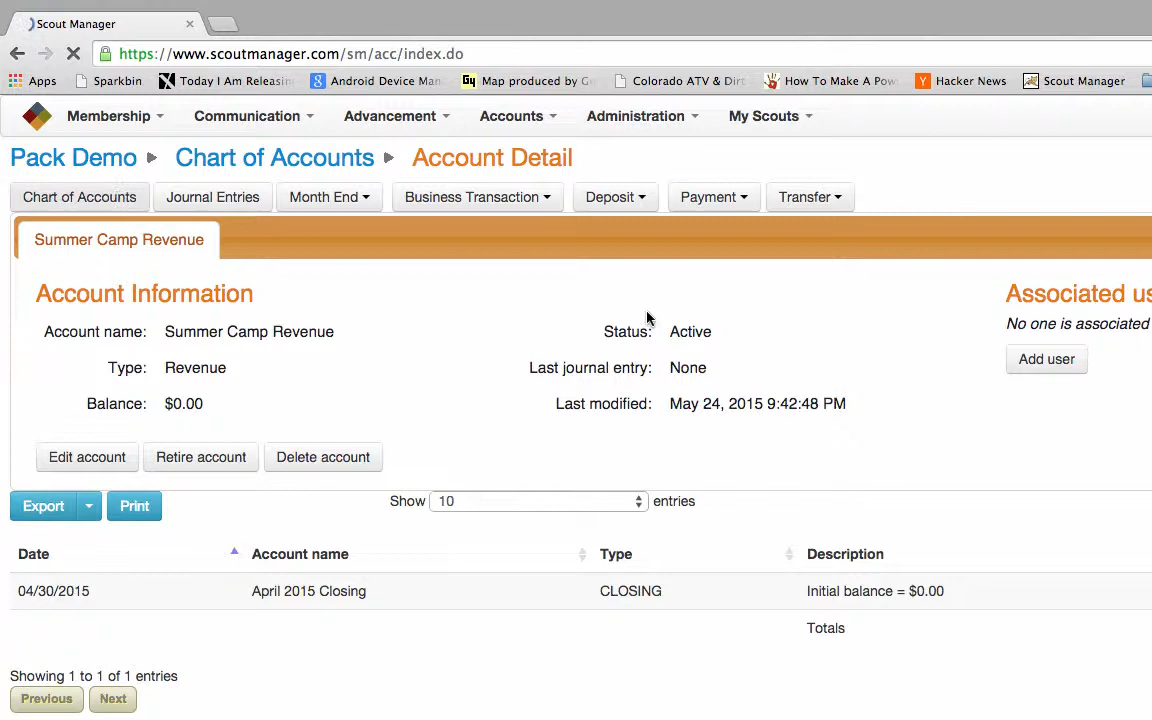 Scout Manager
https://www.scoutmanager.com/sm/acc/index.do
Apps Sparkbin Today I Am Releasin Android Device Man Gy Map produced by G Colorado ATV & Dirt How To Make A Pow Y Hacker News Scout Manager
Membership Communication Advancement Accounts Administration My Scouts
Pack Demo Chart of Accounts Account Detail
Chart of Accounts Journal Entries Month End Business Transaction Deposit Payment Transfer
Summer Camp Revenue
Account Information Associated us
Account name: Summer Camp Revenue Status: Active No one is associated
Type: Revenue Last journal entry: None Add user
Balance: $0.00 Last modified: May 24, 2015 9:42:48 PM
Edit account Retire account Delete account
Export Print Show 10 entries
Date Account name Type Description
04/30/2015 April 2015 Closing CLOSING Initial balance = $0.00
Totals
Showing 1 to 1 of 1 entries
Previous Next